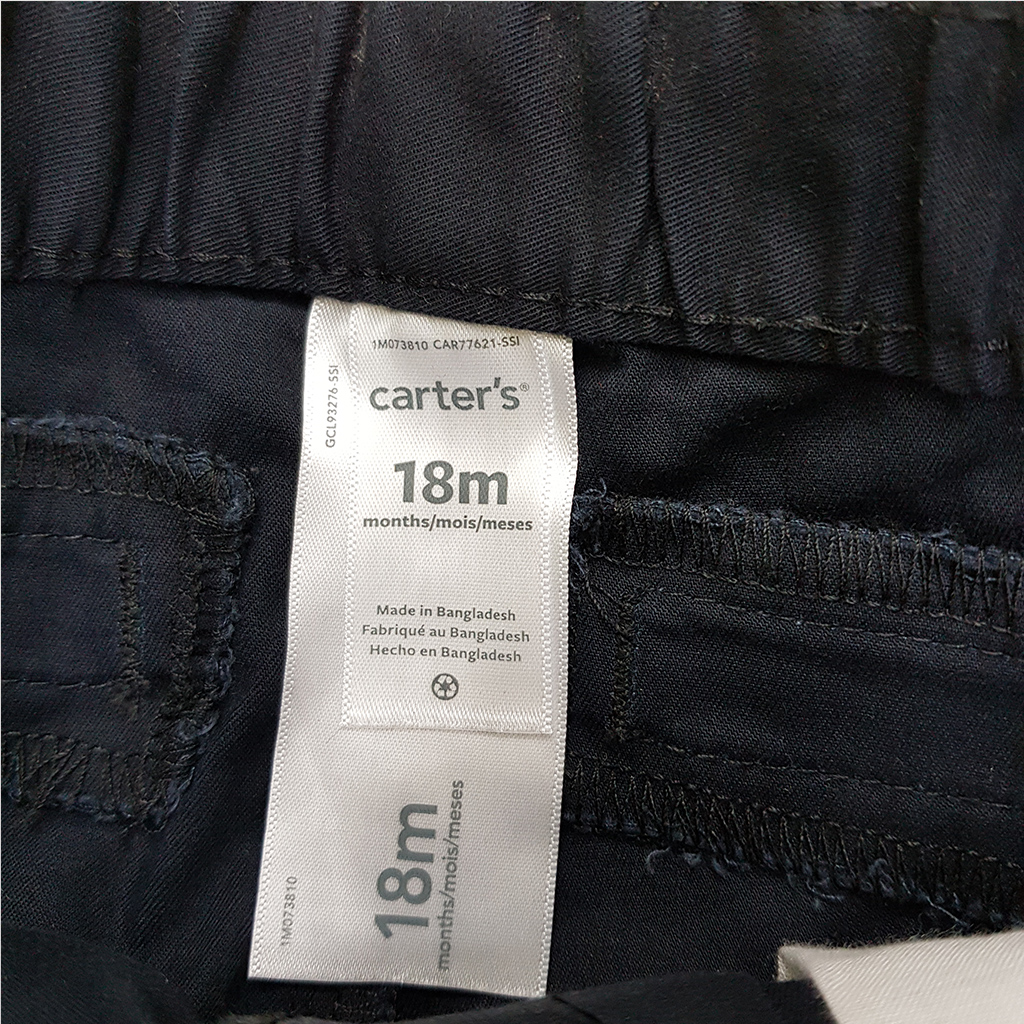 1M073810 CAR77621-SSI
carter's®
18m
months/mois/meses
Made in Bangladesh
Fabriqué au Bangladesh
Hecho en Bangladesh
GCL93276-SSI
18m
months/mois/meses
1M073810